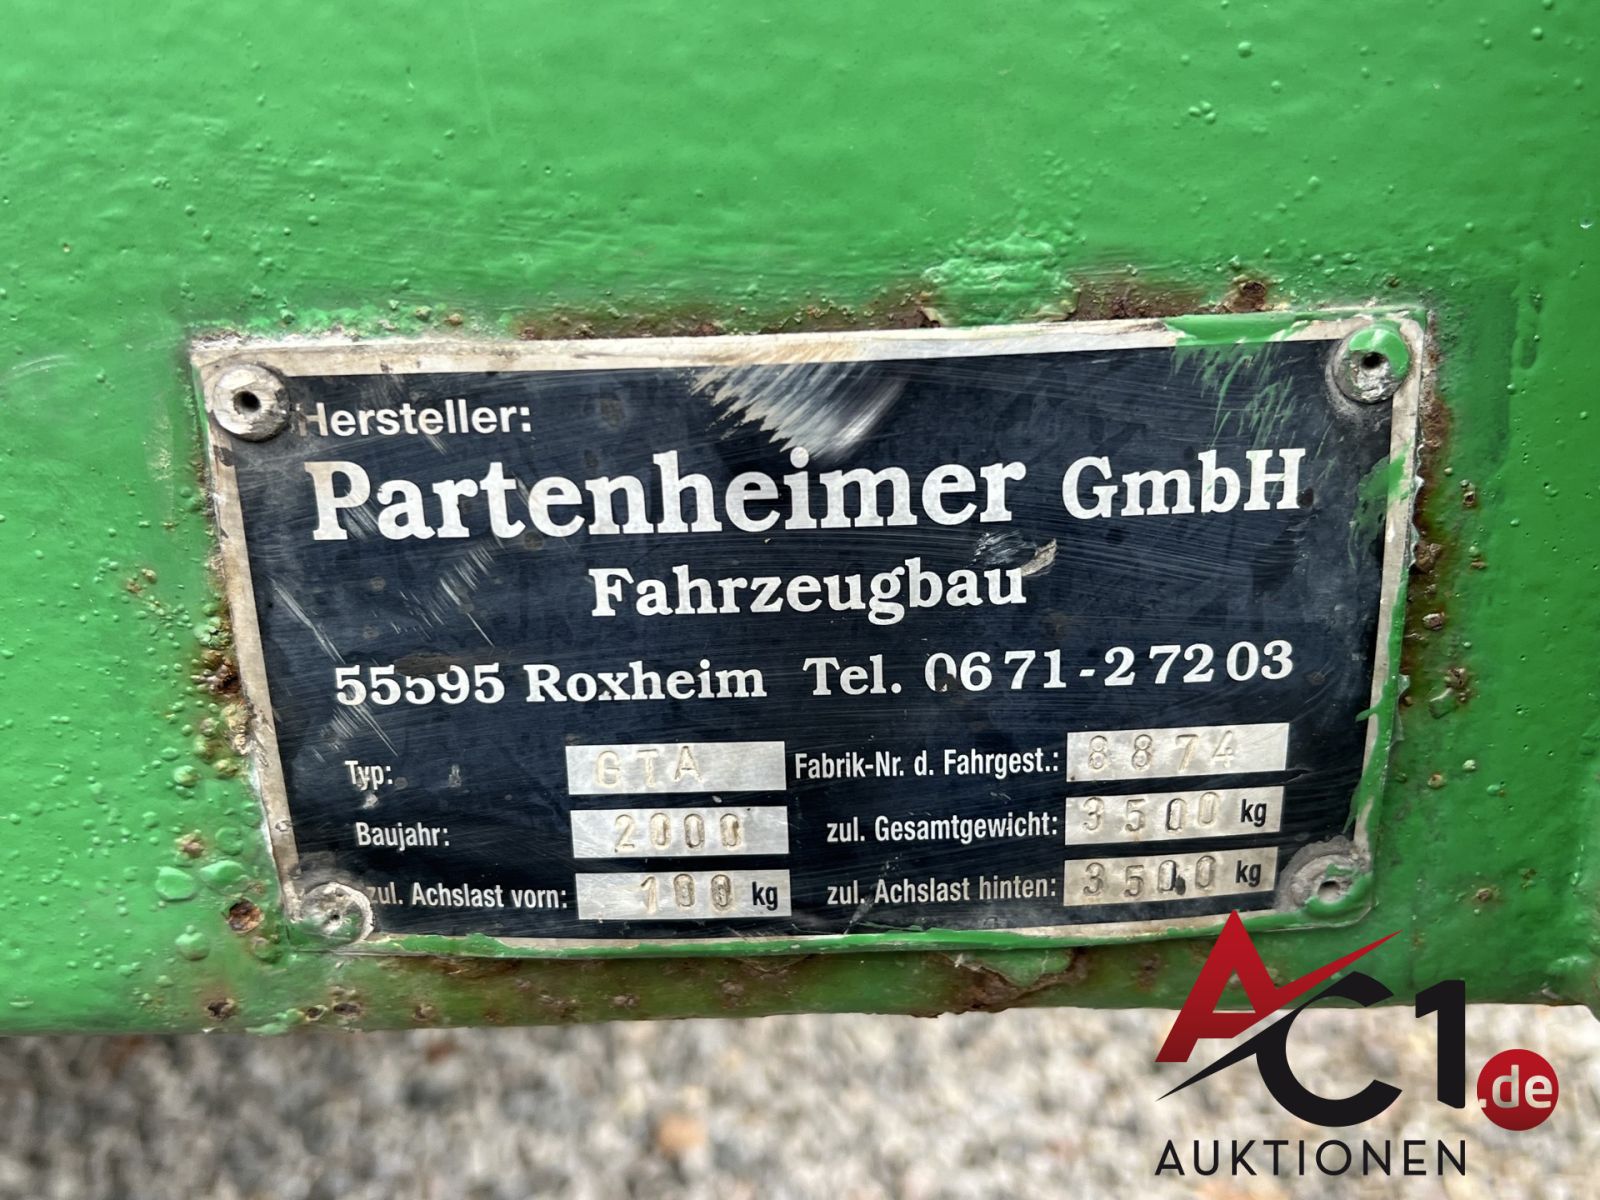 Hersteller:
Partenheimer GmbH
Fahrzeugbau
55595 Roxheim Tel. 0671-27203
Typ: GTA Fabrik-Nr. d. Fahrgest.: 8874
Baujahr: 2000 zul. Gesamtgewicht: 3500 kg
zul. Achslast vorn: 100 kg zul. Achslast hinten: 3500 kg
AC1.de
AUKTIONEN